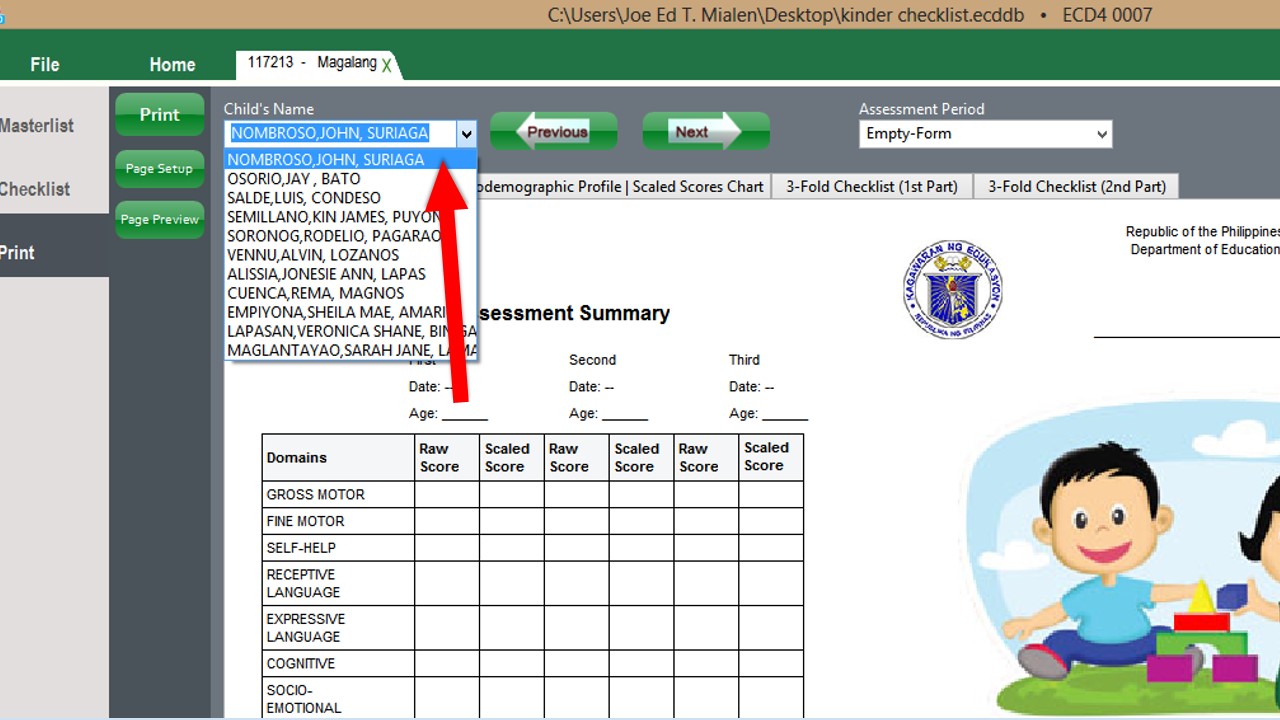 C:\Users\Joe Ed T. Mialen\Desktop\kinder checklist.ecddb • ECD4 0007
File
Home
117213 - Magalang X
Masterlist
Checklist
Print
Print
Page Setup
Page Preview
Child's Name
NOMBROSO,JOHN, SURIAGA
Previous
Next
Assessment Period
Empty-Form
NOMBROSO,JOHN, SURIAGA
OSORIO,JAY , BATO
SALDE,LUIS, CONDESO
SEMILLANO,KIN JAMES, PUYON
SORONOG,RODELIO, PAGARAO
VENNU,ALVIN, LOZANOS
ALISSIA,JONESIE ANN, LAPAS
CUENCA,REMA, MAGNOS
EMPIYONA,SHEILA MAE, AMARI
LAPASAN,VERONICA SHANE,
MAGLANTAYAO,SARAH JANE,
odemographic Profile | Scaled Scores Chart
3-Fold Checklist (1st Part)
3-Fold Checklist (2nd Part)
KAGAWARAN NG EDUKASYON
REPUBLIKA NG PILIPINAS
Republic of the Philippines
Department of Education
sessment Summary
First Second Third
Date: -- Date: -- Date: --
Age: ______ Age: ______ Age: ______
Domains Raw Score Scaled Score Raw Score Scaled Score Raw Score Scaled Score
GROSS MOTOR
FINE MOTOR
SELF-HELP
RECEPTIVE
LANGUAGE
EXPRESSIVE
LANGUAGE
COGNITIVE
SOCIO-
EMOTIONAL